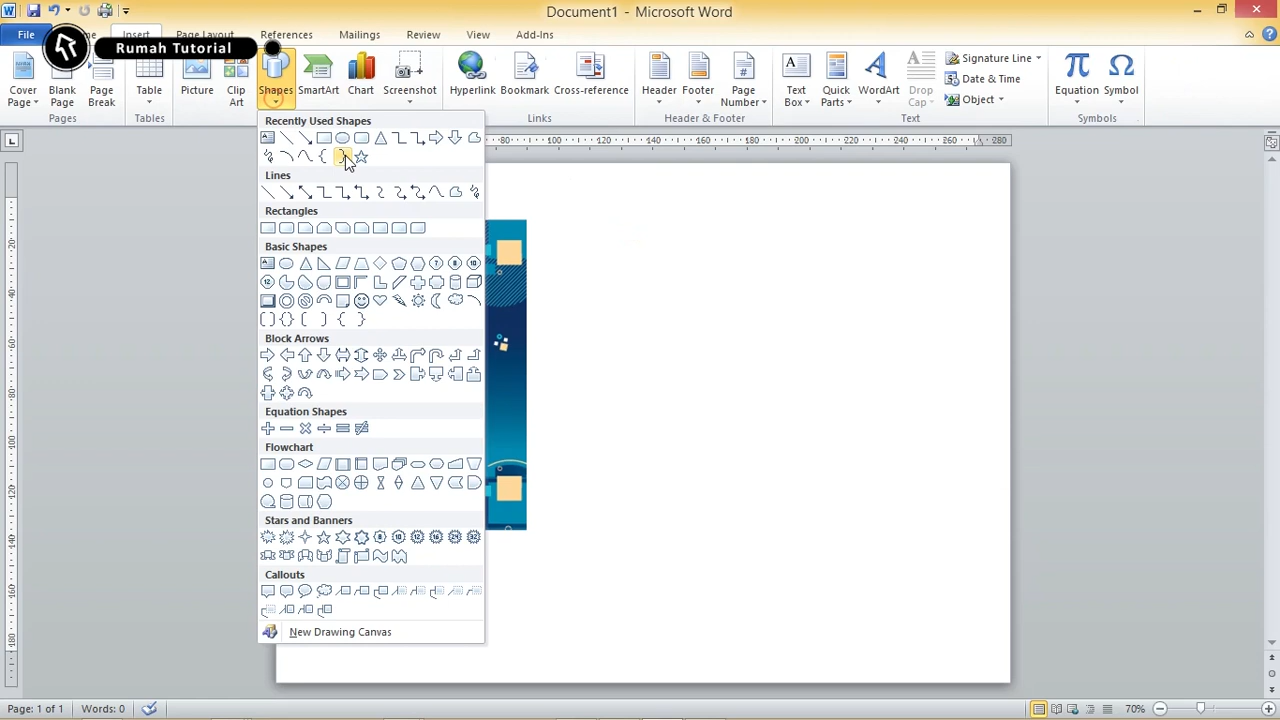 Document1 - Microsoft Word
File Insert Page Layout References Mailings Review View Add-Ins
Rumah Tutorial
Cover Page
Blank Page
Page Break
Table
Picture
Clip Art
Shapes
SmartArt
Chart
Screenshot
Hyperlink
Bookmark
Cross-reference
Header
Footer
Page Number
Text Box
Quick Parts
WordArt
Drop Cap
Signature Line
Date & Time
Object
Equation
Symbol
Pages Tables Links Header & Footer Text Symbols
Recently Used Shapes
Lines
Rectangles
Basic Shapes
Block Arrows
Equation Shapes
Flowchart
Stars and Banners
Callouts
New Drawing Canvas
Page: 1 of 1 Words: 0 70%